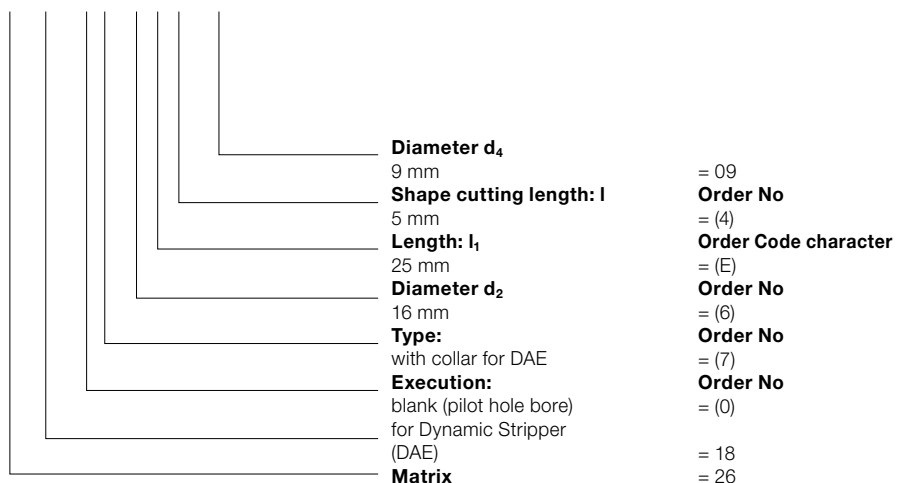 Diameter d₄
9 mm = 09
Shape cutting length: l Order No
5 mm = (4)
Length: l₁ Order Code character
25 mm = (E)
Diameter d₂ Order No
16 mm = (6)
Type: Order No
with collar for DAE = (7)
Execution: Order No
blank (pilot hole bore) = (0)
for Dynamic Stripper
(DAE) = 18
Matrix = 26